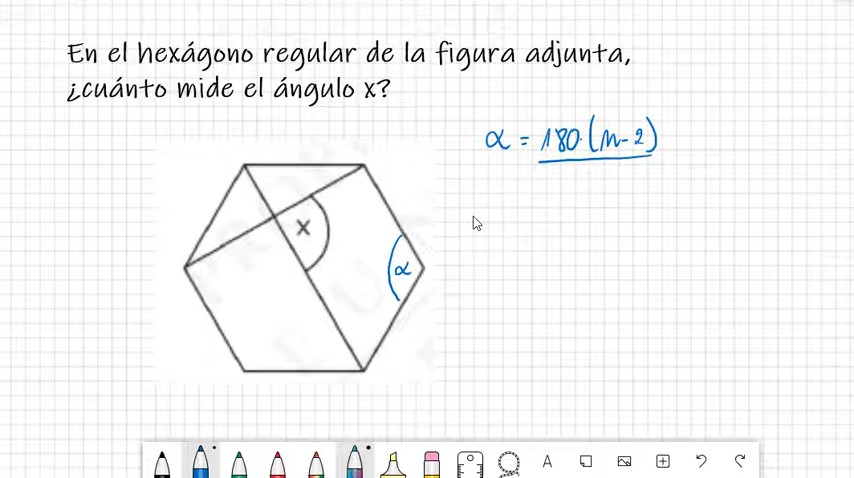 En el hexágono regular de la figura adjunta,
¿cuánto mide el ángulo x?
α = 180·(n-2)
x
α
A